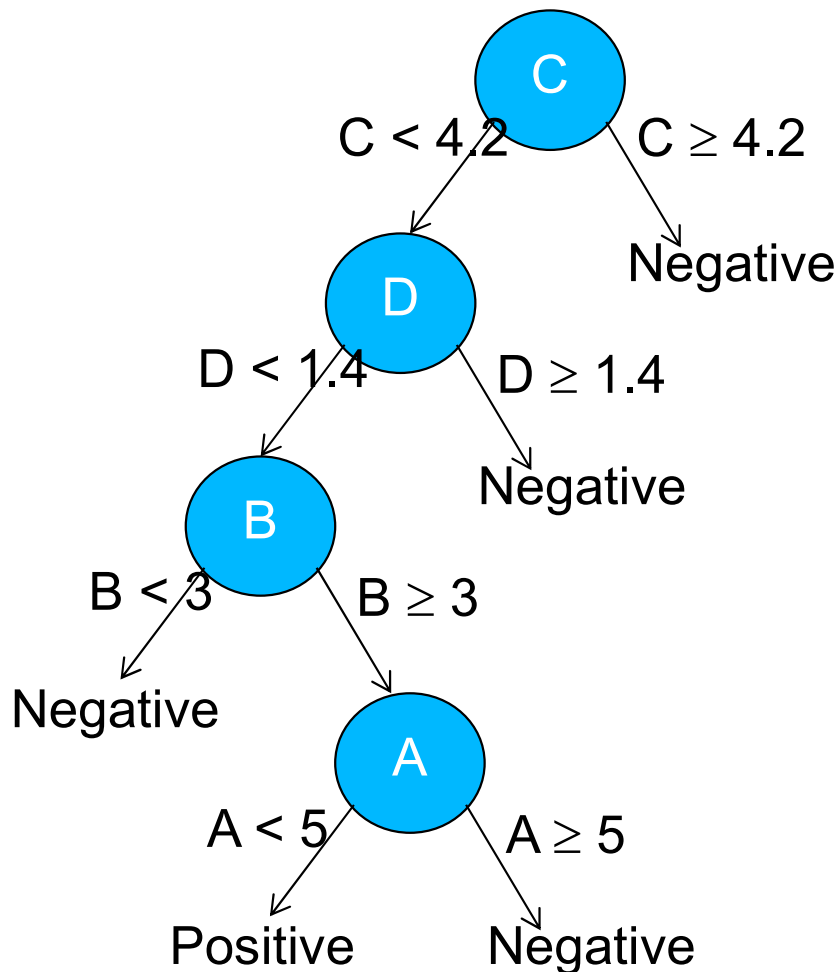 C
C < 4.2
C ≥ 4.2
Negative
D
D < 1.4
D ≥ 1.4
Negative
B
B < 3
B ≥ 3
Negative
A
A < 5
A ≥ 5
Positive
Negative